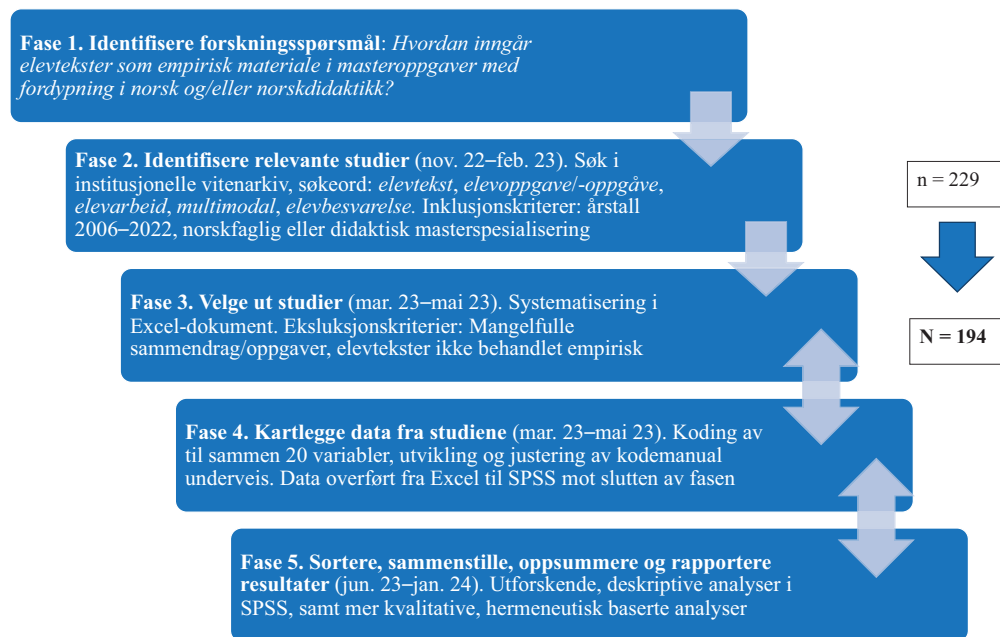 Fase 1. Identifisere forskningsspørsmål: Hvordan inngår
elevtekster som empirisk materiale i masteroppgaver med
fordypning i norsk og/eller norskdidaktikk?
Fase 2. Identifisere relevante studier (nov. 22–feb. 23). Søk i
institusjonelle vitenarkiv, søkeord: elevtekst, elevoppgave/-oppgåve,
elevarbeid, multimodal, elevbesvarelse. Inklusjonskriterer: årstall
2006–2022, norskfaglig eller didaktisk masterspesialisering
n = 229
Fase 3. Velge ut studier (mar. 23–mai 23). Systematisering i
Excel-dokument. Eksluksjonskriterier: Mangelfulle
sammendrag/oppgaver, elevtekster ikke behandlet empirisk
N = 194
Fase 4. Kartlegge data fra studiene (mar. 23–mai 23). Koding av
til sammen 20 variabler, utvikling og justering av kodemanual
underveis. Data overført fra Excel til SPSS mot slutten av fasen
Fase 5. Sortere, sammenstille, oppsummere og rapportere
resultater (jun. 23–jan. 24). Utforskende, deskriptive analyser i
SPSS, samt mer kvalitative, hermeneutisk baserte analyser